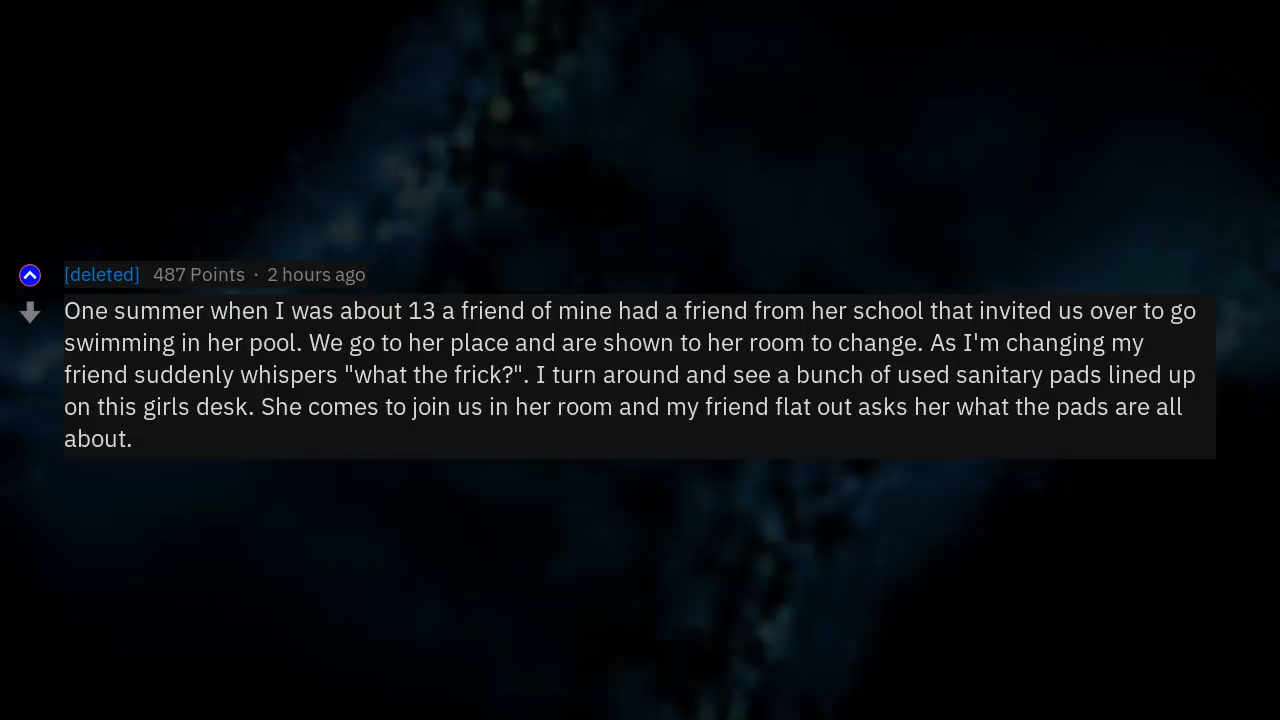 [deleted] 487 Points · 2 hours ago
One summer when I was about 13 a friend of mine had a friend from her school that invited us over to go
swimming in her pool. We go to her place and are shown to her room to change. As I'm changing my
friend suddenly whispers "what the frick?". I turn around and see a bunch of used sanitary pads lined up
on this girls desk. She comes to join us in her room and my friend flat out asks her what the pads are all
about.